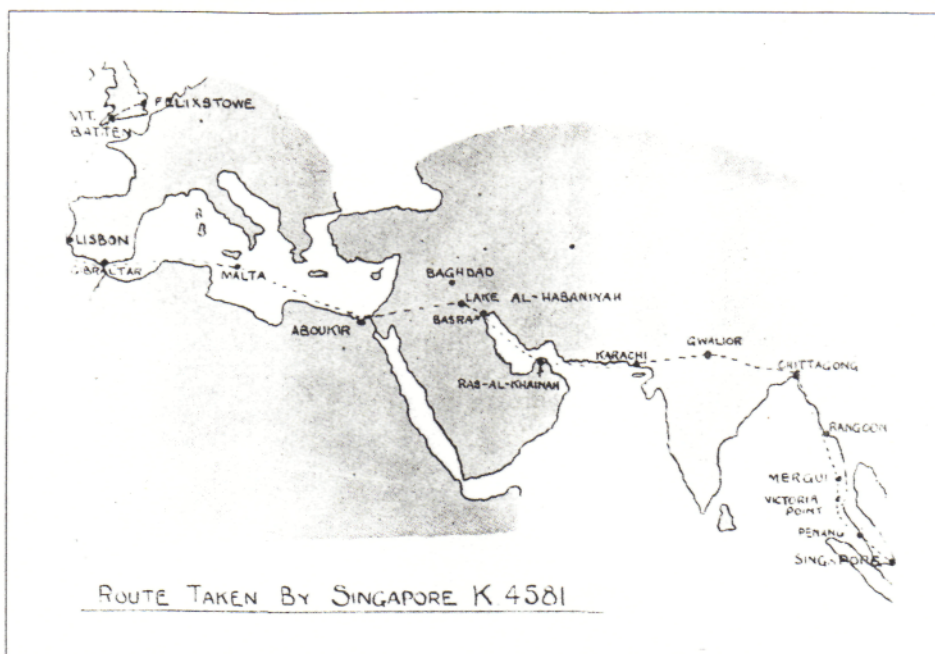 FELIXSTOWE
MT.
BATTEN
LISBON
GIBRALTAR
MALTA
ABOUKIR
BAGHDAD
LAKE AL-HABANIYAH
BASRA
RAS-AL-KHAINAH
KARACHI
GWALIOR
CHITTAGONG
RANGOON
MERGUI
VICTORIA
POINT
PENANG
SINGAPORE
ROUTE TAKEN BY SINGAPORE K.4581